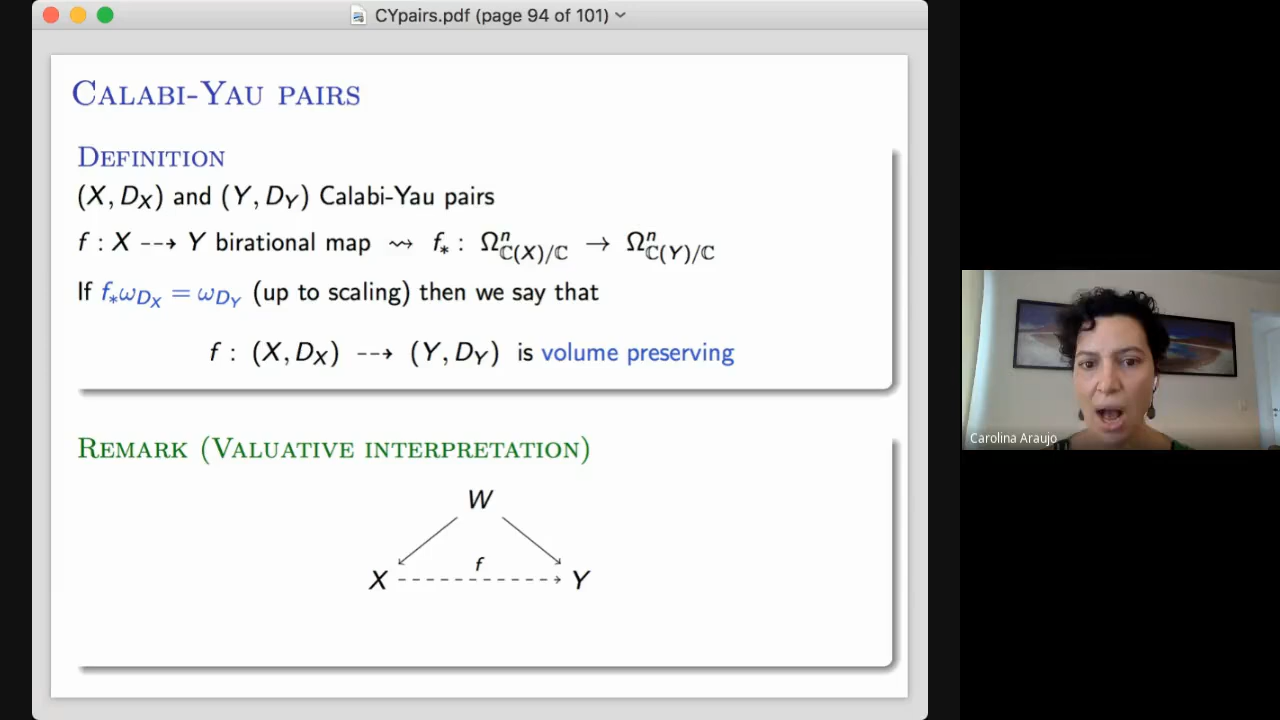 CYpairs.pdf (page 94 of 101)
CALABI-YAU PAIRS
DEFINITION
(X, D_X) and (Y, D_Y) Calabi-Yau pairs
f : X ⇢ Y birational map ⇝ f_* : Ω^n_{ℂ(X)/ℂ} → Ω^n_{ℂ(Y)/ℂ}
If f_*ω_{D_X} = ω_{D_Y} (up to scaling) then we say that
f : (X, D_X) ⇢ (Y, D_Y) is volume preserving
REMARK (VALUATIVE INTERPRETATION)
W
f
X ⇢ Y
Carolina Araujo